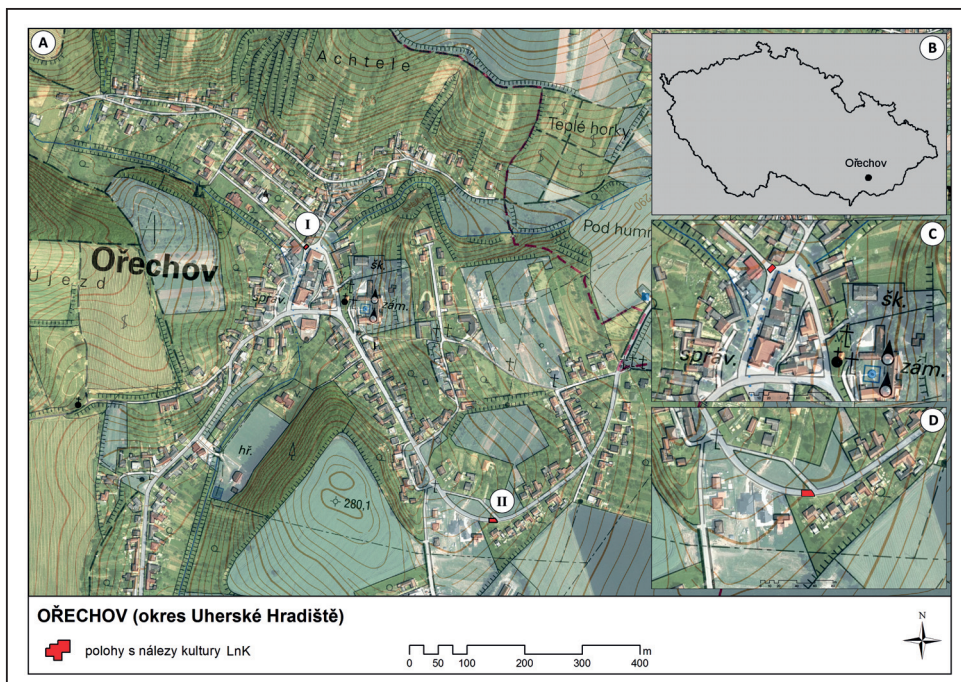 A
Achtele
Teplé horky
290
Pod humn
I
Ořechov
Újezd
šk.
správ.
zám.
hř.
280,1
II
B
Ořechov
C
šk.
správ.
zám.
D
OŘECHOV (okres Uherské Hradiště)
polohy s nálezy kultury LnK
0 50 100 200 300 400
m
N